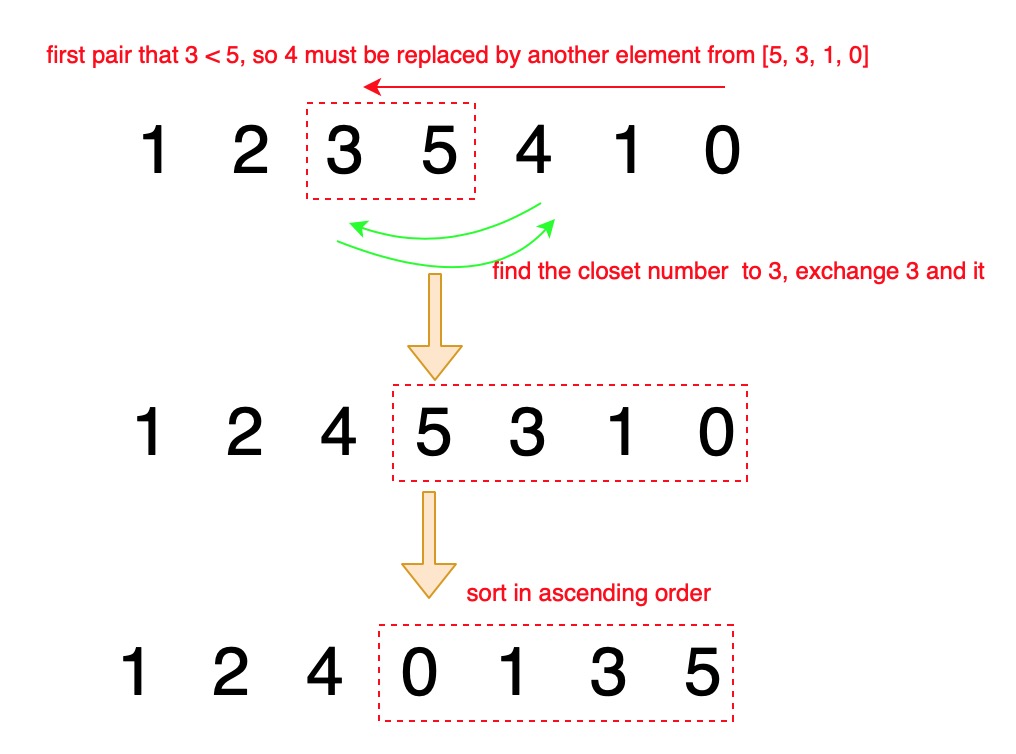 first pair that 3 < 5, so 4 must be replaced by another element from [5, 3, 1, 0]
1 2 3 5 4 1 0
find the closet number  to 3, exchange 3 and it
1 2 4 5 3 1 0
sort in ascending order
1 2 4 0 1 3 5